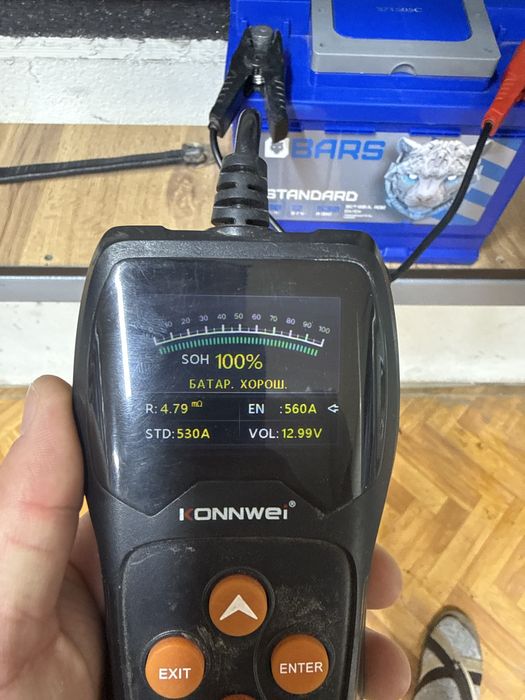 BARS
STANDARD
10 20 30 40 50 60 70 80 90 100
SOH 100%
БАТАР. ХОРОШ.
R: 4.79 mΩ
EN : 560A
STD: 530A
VOL: 12.99V
KONNWEI®
EXIT
ENTER